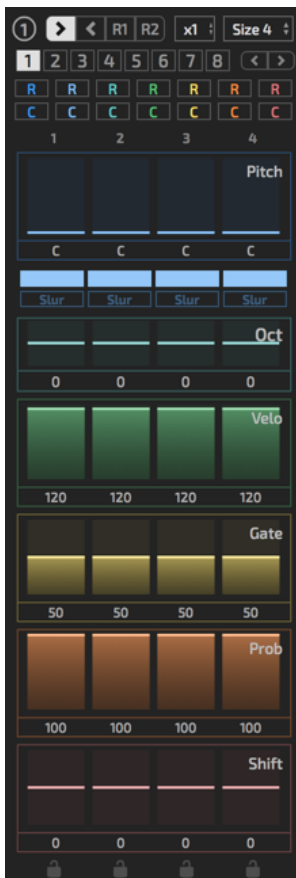 1 > < R1 R2 x1 Size 4
1 2 3 4 5 6 7 8 < >
R R R R R R R
C C C C C C C
1 2 3 4
Pitch
C C C C
Slur Slur Slur Slur
Oct
0 0 0 0
Velo
120 120 120 120
Gate
50 50 50 50
Prob
100 100 100 100
Shift
0 0 0 0